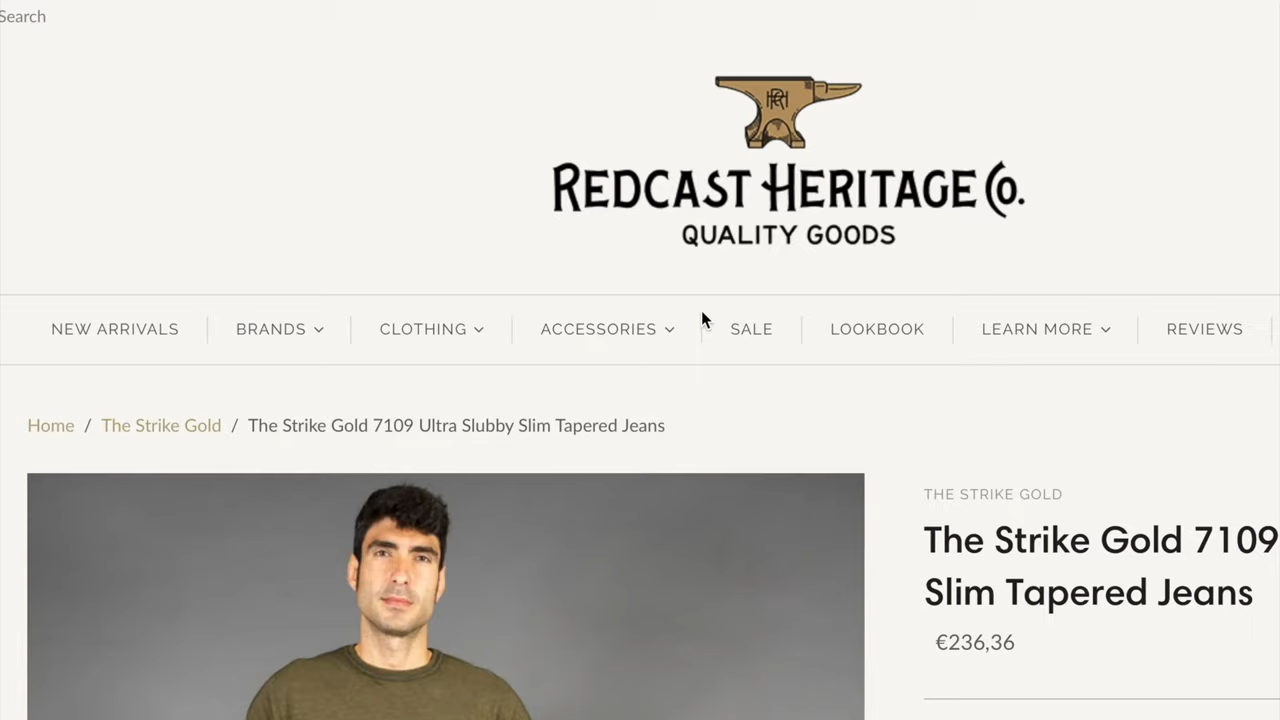 Search
RH
REDCAST HERITAGE CO.
QUALITY GOODS
NEW ARRIVALS
BRANDS
CLOTHING
ACCESSORIES
SALE
LOOKBOOK
LEARN MORE
REVIEWS
Home / The Strike Gold / The Strike Gold 7109 Ultra Slubby Slim Tapered Jeans
THE STRIKE GOLD
The Strike Gold 7109
Slim Tapered Jeans
€236,36